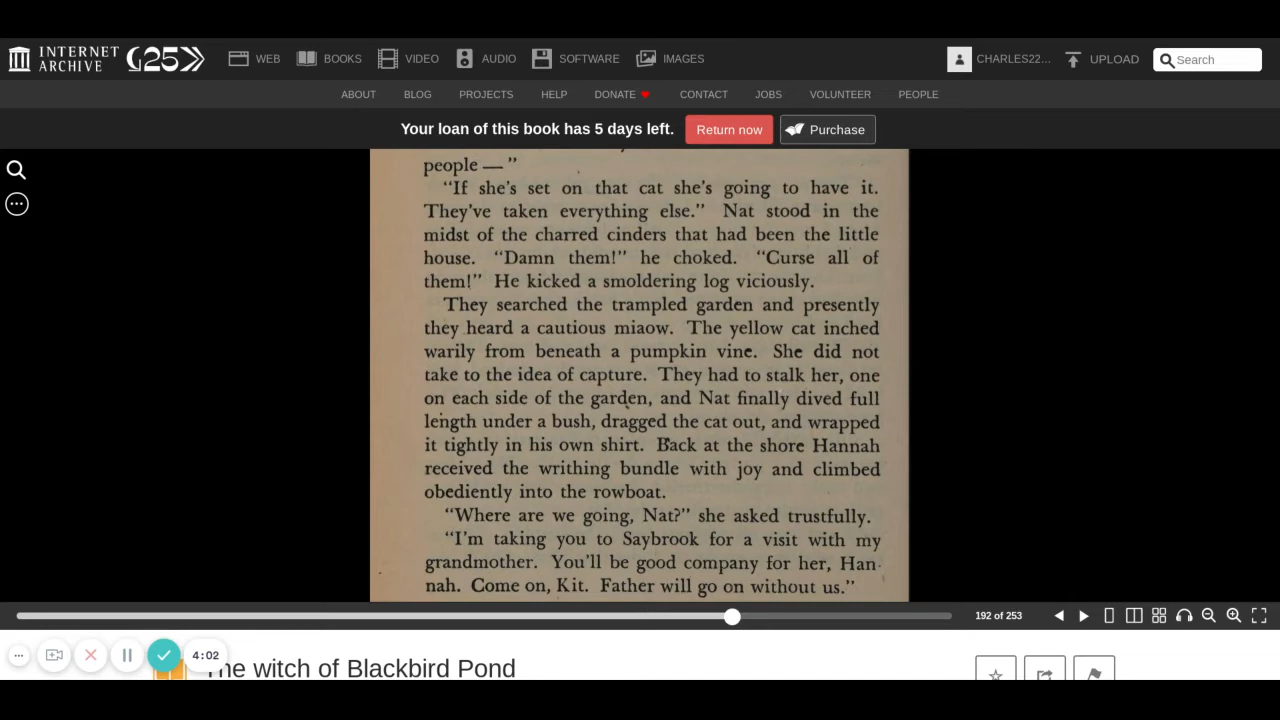 INTERNET
ARCHIVE
25
WEB
BOOKS
VIDEO
AUDIO
SOFTWARE
IMAGES
CHARLES22...
UPLOAD
Search
ABOUT
BLOG
PROJECTS
HELP
DONATE
CONTACT
JOBS
VOLUNTEER
PEOPLE
Your loan of this book has 5 days left.
Return now
Purchase
people — ”
“If she’s set on that cat she’s going to have it.
They’ve taken everything else.” Nat stood in the
midst of the charred cinders that had been the little
house. “Damn them!” he choked. “Curse all of
them!” He kicked a smoldering log viciously.
They searched the trampled garden and presently
they heard a cautious miaow. The yellow cat inched
warily from beneath a pumpkin vine. She did not
take to the idea of capture. They had to stalk her, one
on each side of the garden, and Nat finally dived full
length under a bush, dragged the cat out, and wrapped
it tightly in his own shirt. Back at the shore Hannah
received the writhing bundle with joy and climbed
obediently into the rowboat.
“Where are we going, Nat?” she asked trustfully.
“I’m taking you to Saybrook for a visit with my
grandmother. You’ll be good company for her, Han-
nah. Come on, Kit. Father will go on without us.”
192 of 253
4:02
The witch of Blackbird Pond